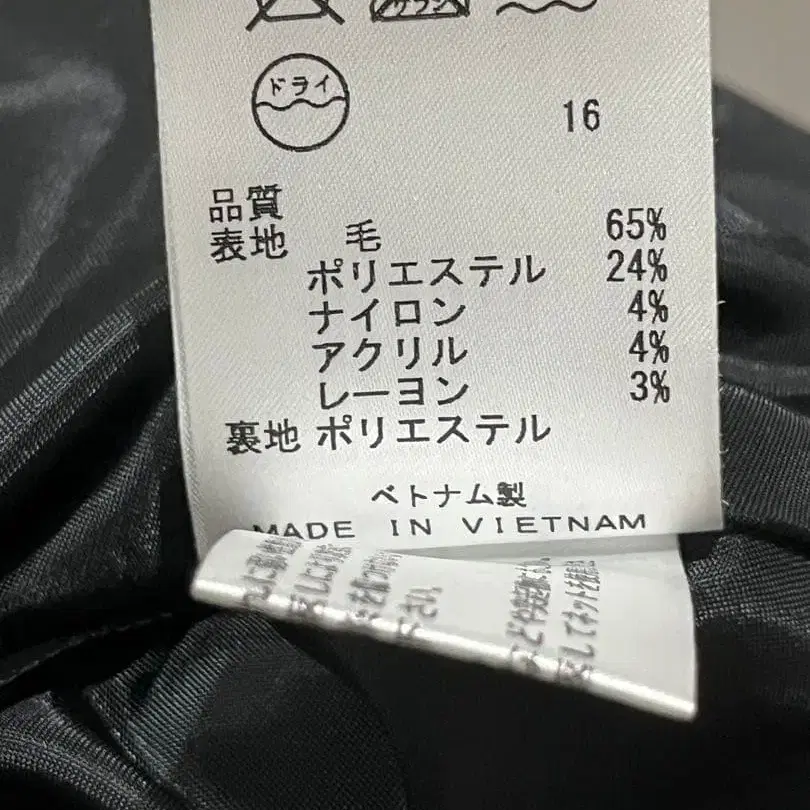 ドライ
16
品質
表地 毛 65%
ポリエステル 24%
ナイロン 4%
アクリル 4%
レーヨン 3%
裏地 ポリエステル
ベトナム製
MADE IN VIETNAM